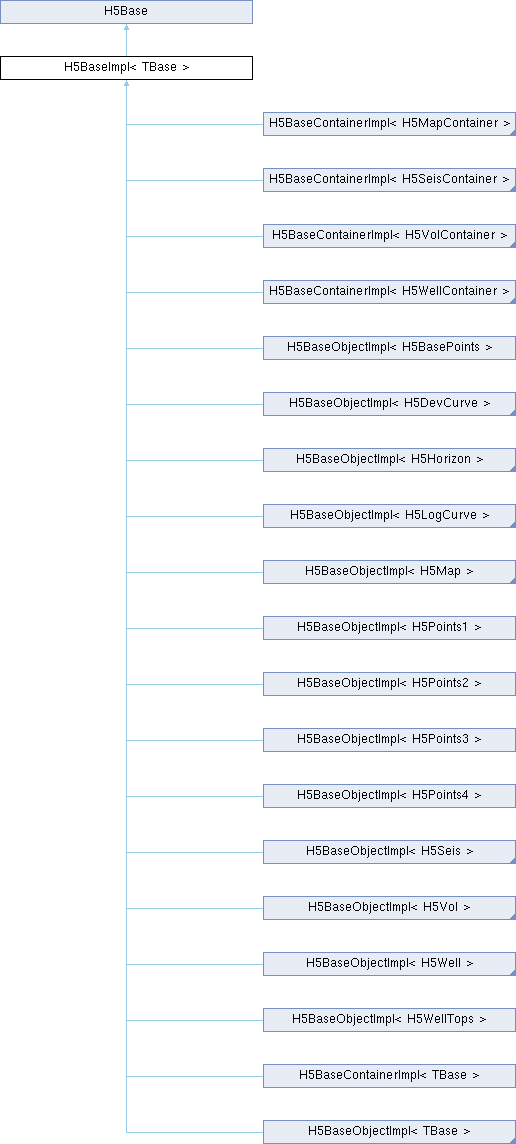 H5Base
H5BaseImpl< TBase >
H5BaseContainerImpl< H5MapContainer >
H5BaseContainerImpl< H5SeisContainer >
H5BaseContainerImpl< H5VolContainer >
H5BaseContainerImpl< H5WellContainer >
H5BaseObjectImpl< H5BasePoints >
H5BaseObjectImpl< H5DevCurve >
H5BaseObjectImpl< H5Horizon >
H5BaseObjectImpl< H5LogCurve >
H5BaseObjectImpl< H5Map >
H5BaseObjectImpl< H5Points1 >
H5BaseObjectImpl< H5Points2 >
H5BaseObjectImpl< H5Points3 >
H5BaseObjectImpl< H5Points4 >
H5BaseObjectImpl< H5Seis >
H5BaseObjectImpl< H5Vol >
H5BaseObjectImpl< H5Well >
H5BaseObjectImpl< H5WellTops >
H5BaseContainerImpl< TBase >
H5BaseObjectImpl< TBase >